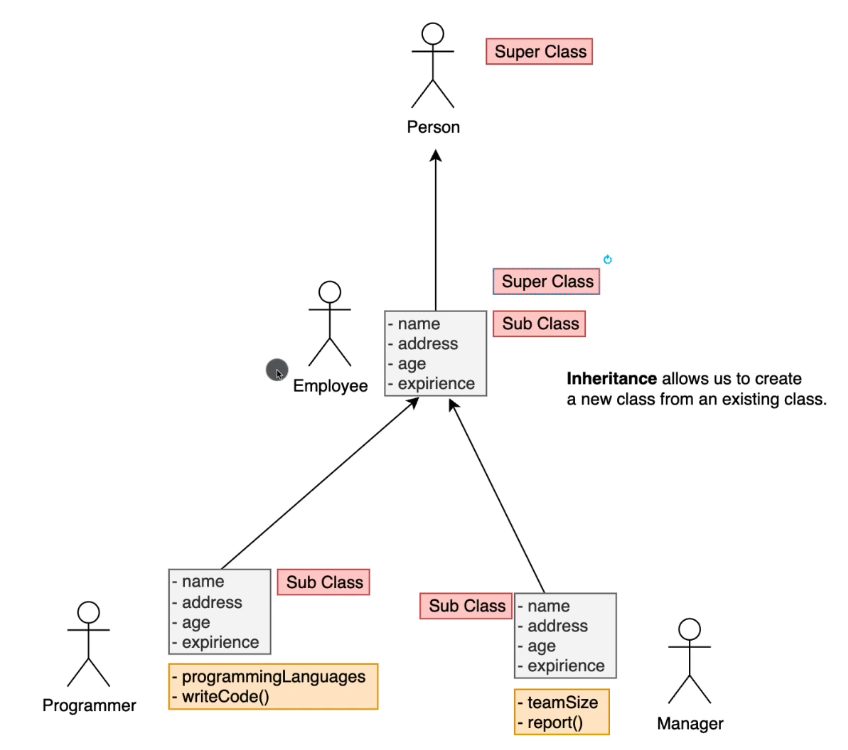 Super Class
Person
Super Class
Sub Class
- name
- address
- age
- expirience
Employee
Inheritance allows us to create
a new class from an existing class.
- name
- address
- age
- expirience
Sub Class
- programmingLanguages
- writeCode()
Programmer
Sub Class
- name
- address
- age
- expirience
- teamSize
- report()
Manager